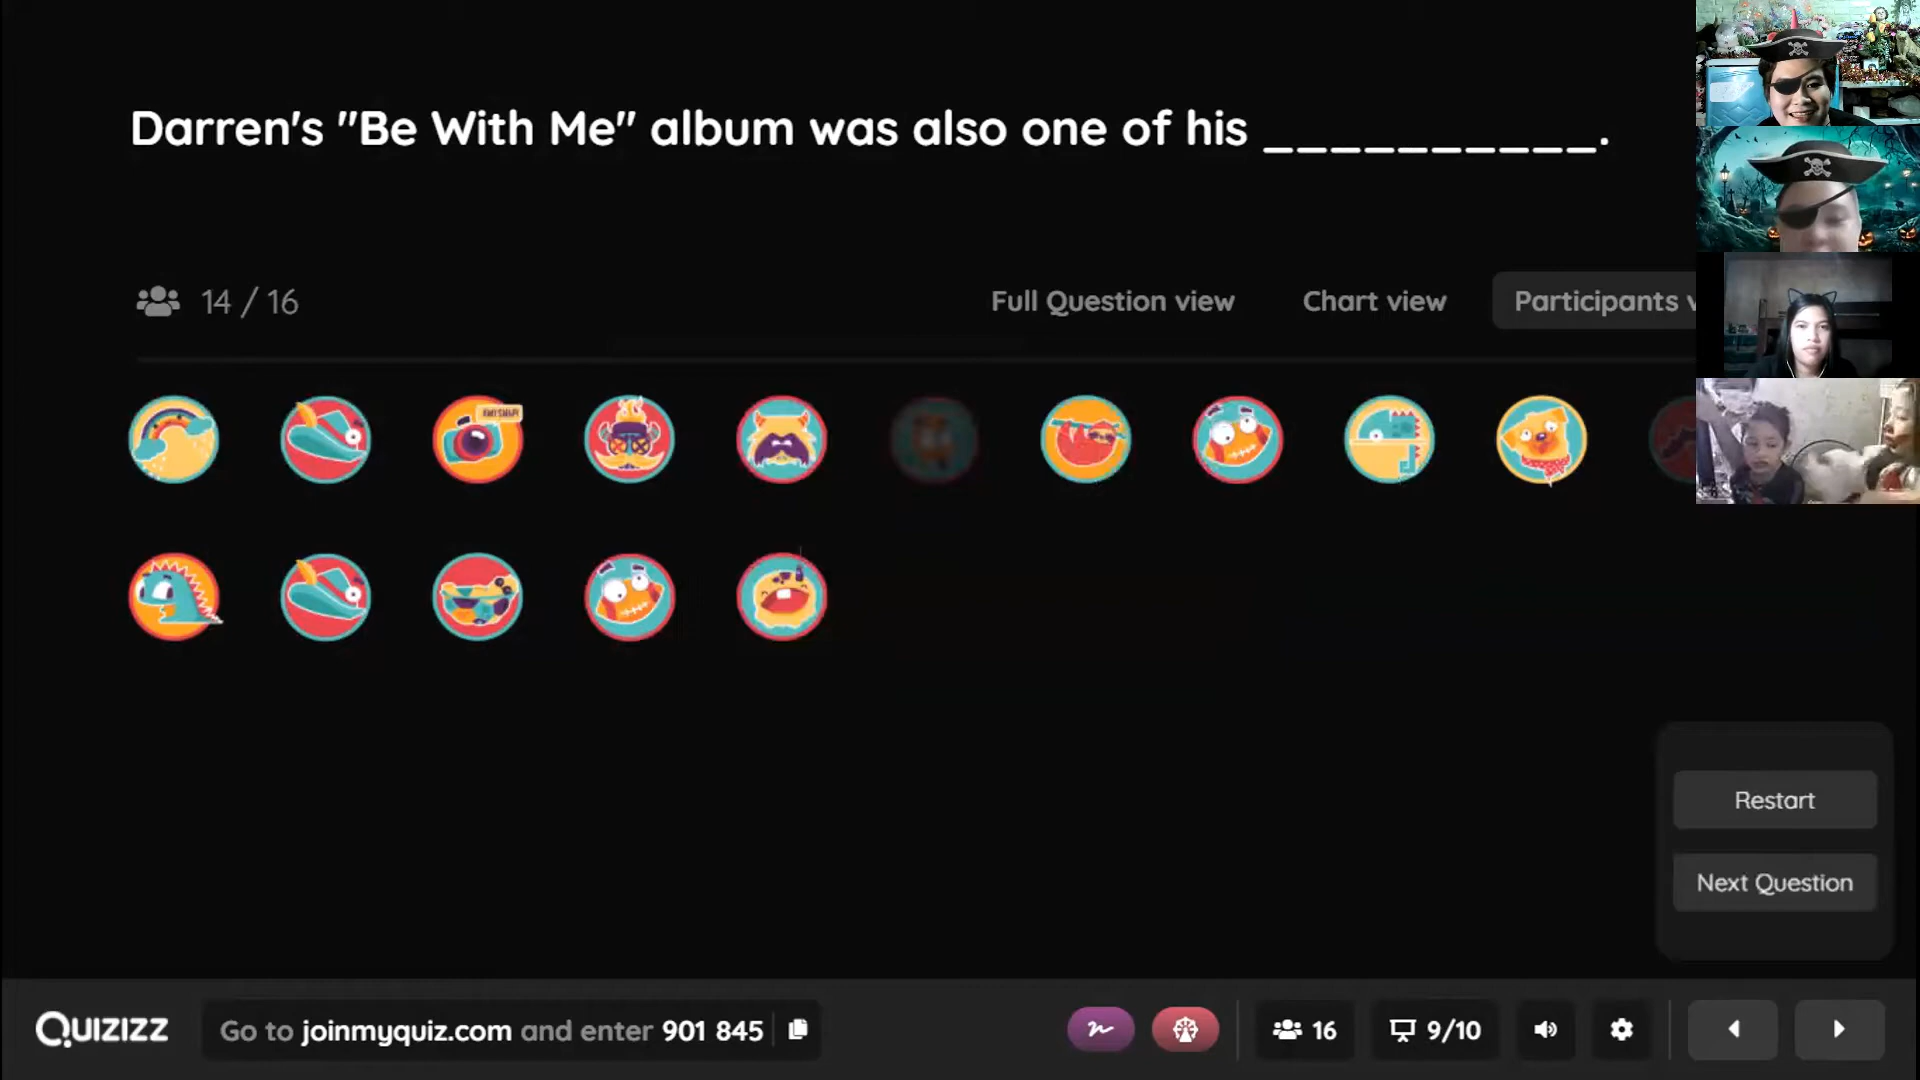 Darren's "Be With Me" album was also one of his __________.
14 / 16
Full Question view
Chart view
Participants v
Restart
Next Question
QUIZIZZ
Go to joinmyquiz.com and enter 901 845
16
9/10